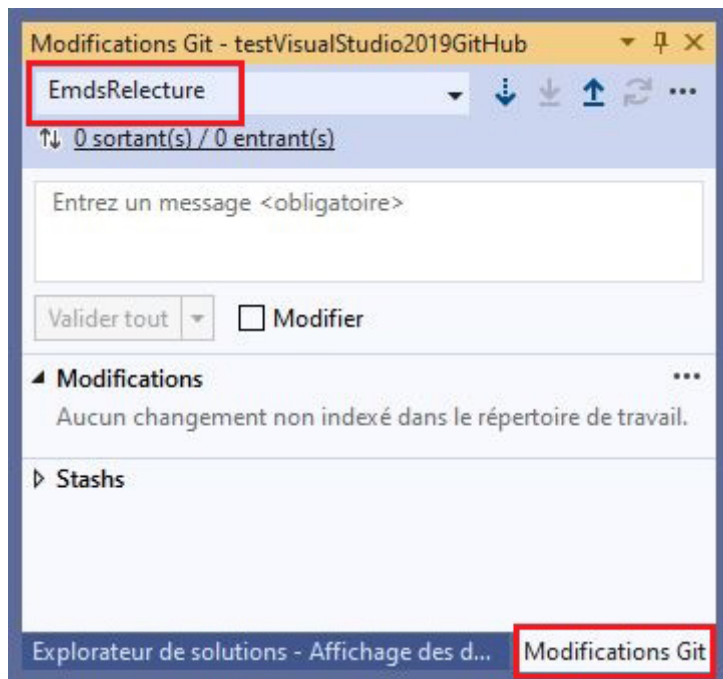 Modifications Git - testVisualStudio2019GitHub
EmdsRelecture
0 sortant(s) / 0 entrant(s)
Entrez un message <obligatoire>
Valider tout
Modifier
Modifications
Aucun changement non indexé dans le répertoire de travail.
Stashs
Explorateur de solutions - Affichage des d... Modifications Git